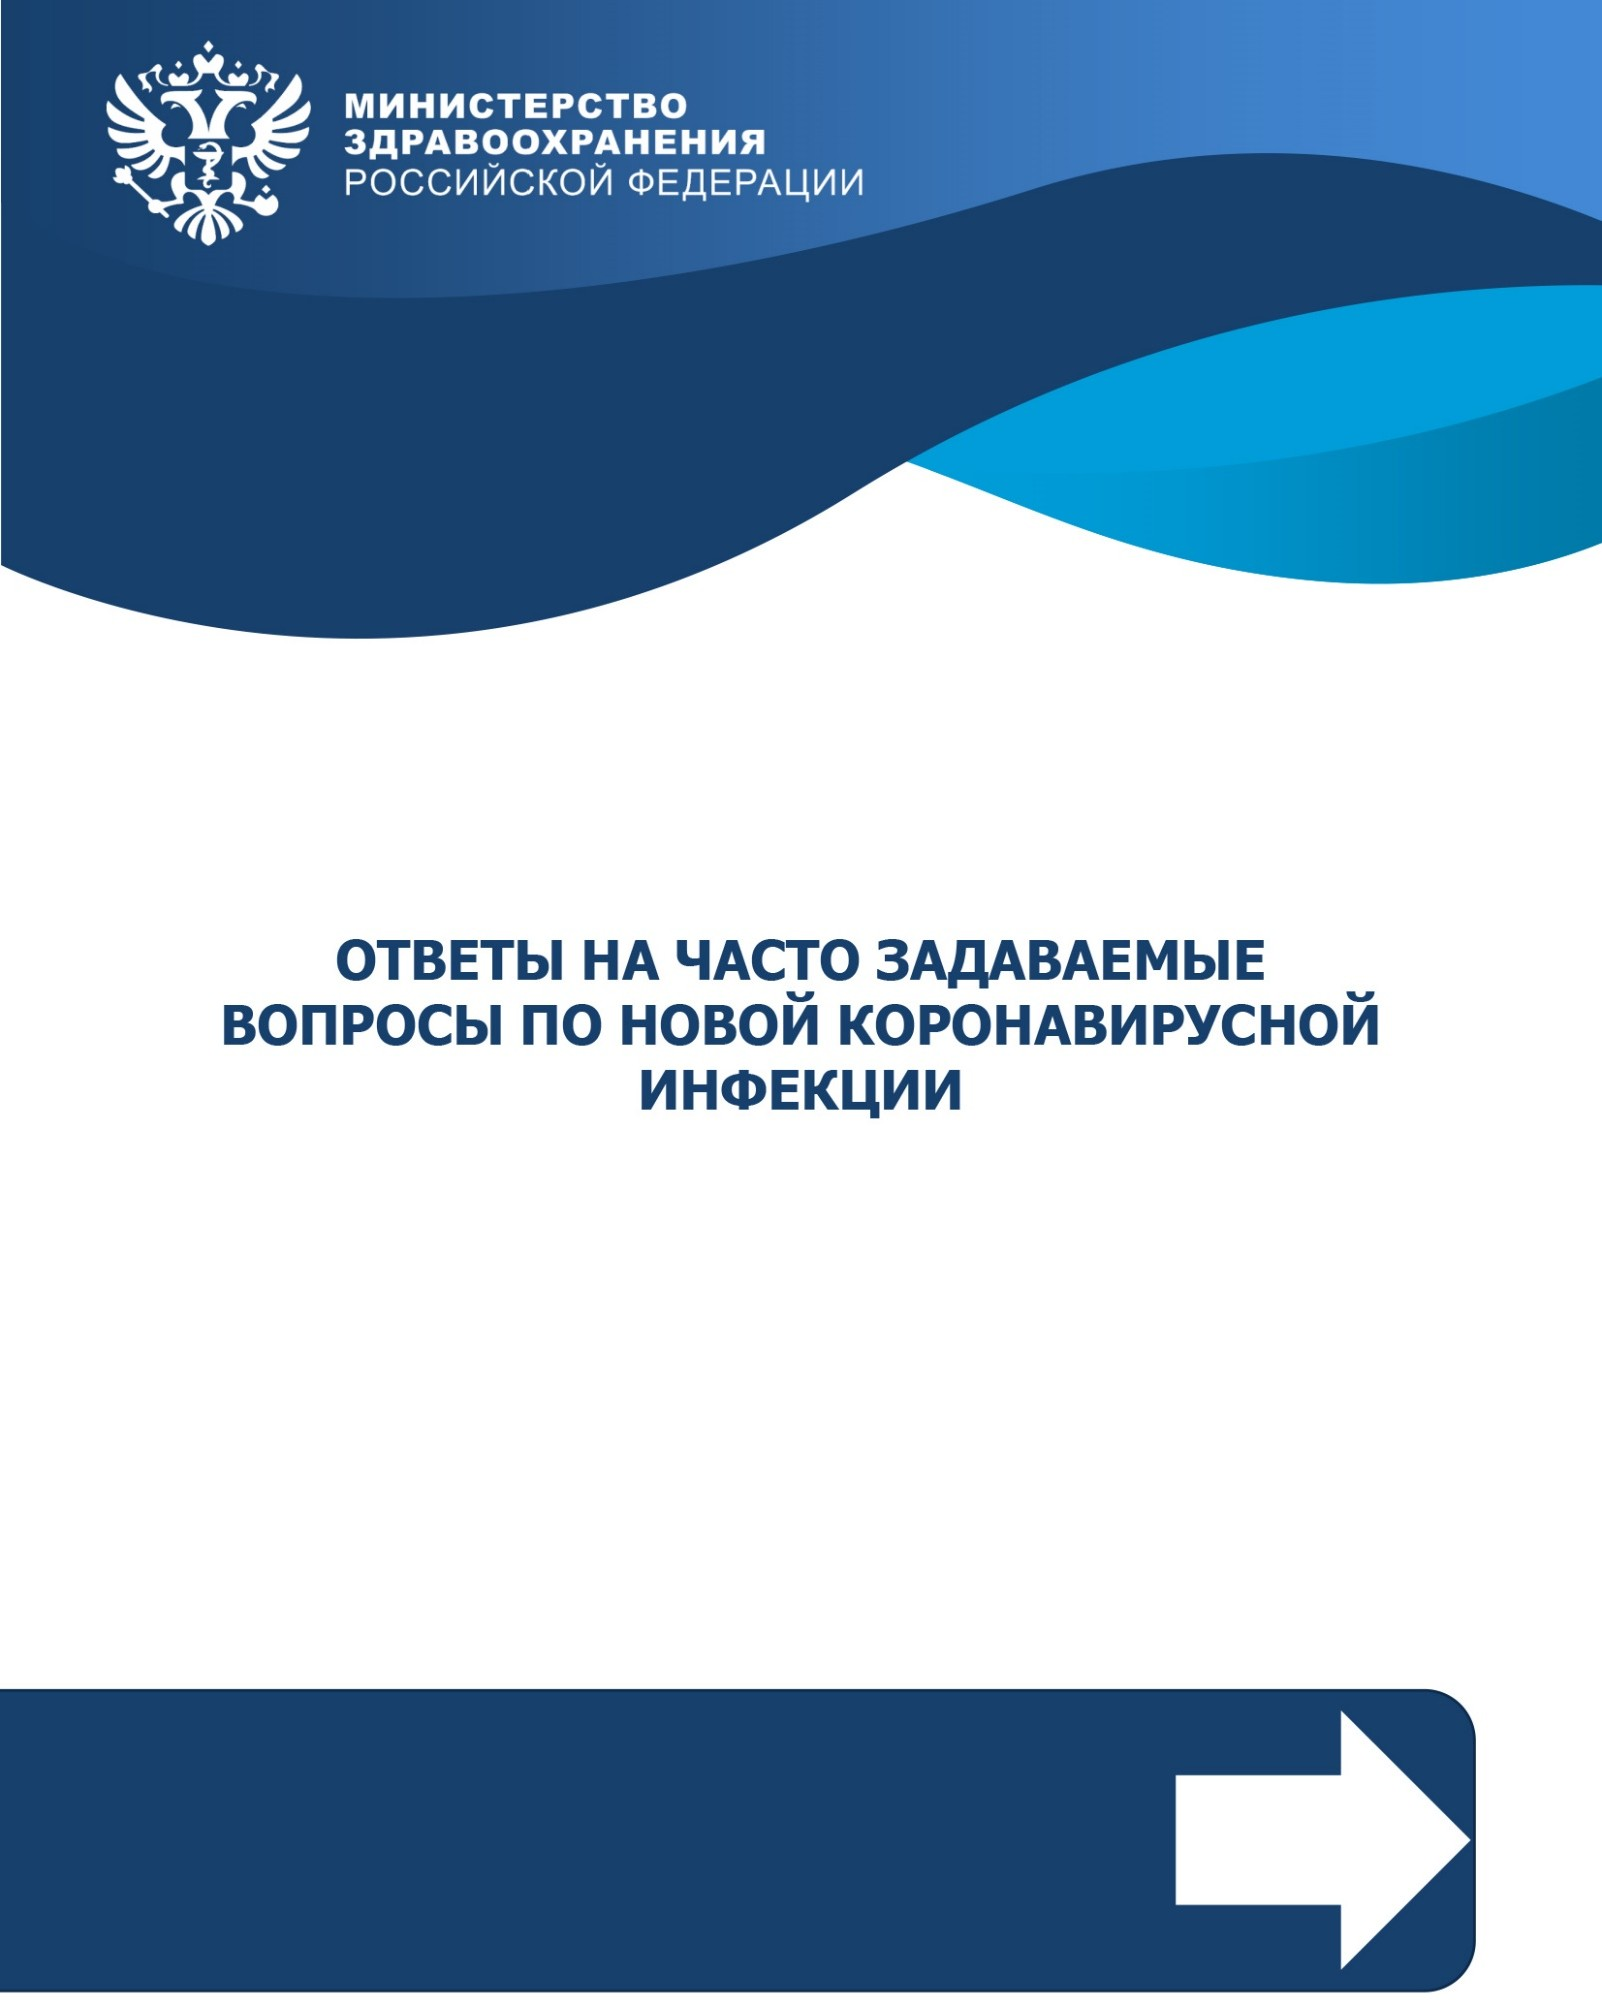 МИНИСТЕРСТВО
ЗДРАВООХРАНЕНИЯ
РОССИЙСКОЙ ФЕДЕРАЦИИ
ОТВЕТЫ НА ЧАСТО ЗАДАВАЕМЫЕ
ВОПРОСЫ ПО НОВОЙ КОРОНАВИРУСНОЙ
ИНФЕКЦИИ